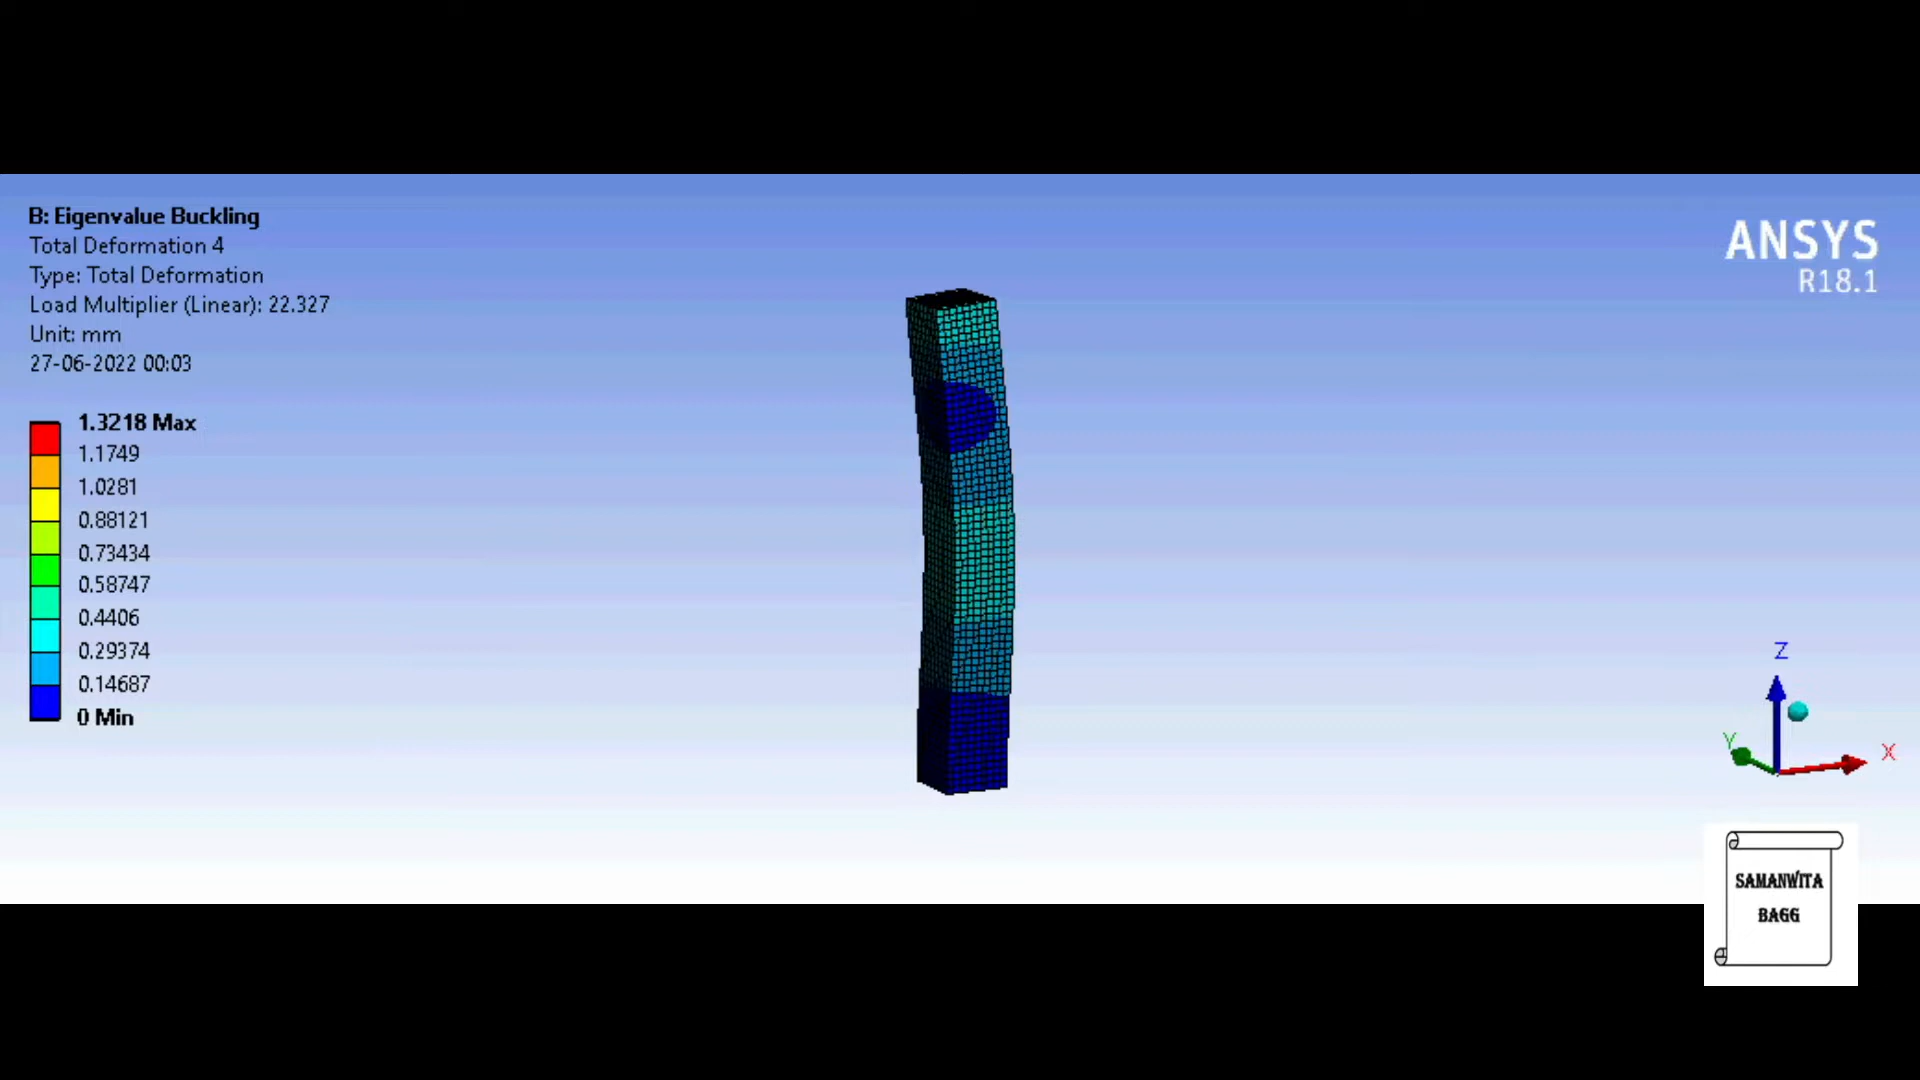 B: Eigenvalue Buckling
Total Deformation 4
Type: Total Deformation
Load Multiplier (Linear): 22.327
Unit: mm
27-06-2022 00:03
1.3218 Max
1.1749
1.0281
0.88121
0.73434
0.58747
0.4406
0.29374
0.14687
0 Min
ANSYS
R18.1
Z
Y
X
SAMANWITA
BAGG